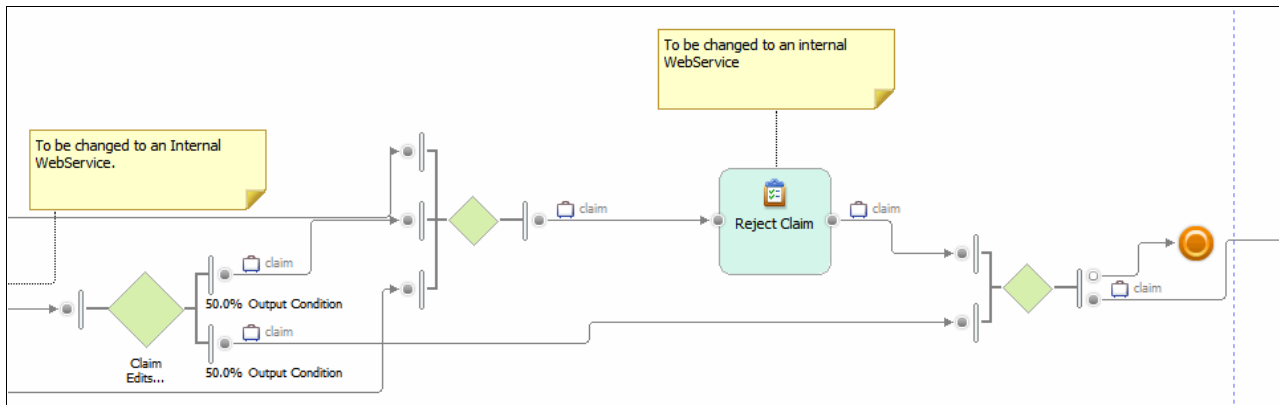 To be changed to an internal
WebService
To be changed to an Internal
WebService.
claim
Reject Claim
claim
claim
50.0% Output Condition
claim
claim
50.0% Output Condition
Claim
Edits...